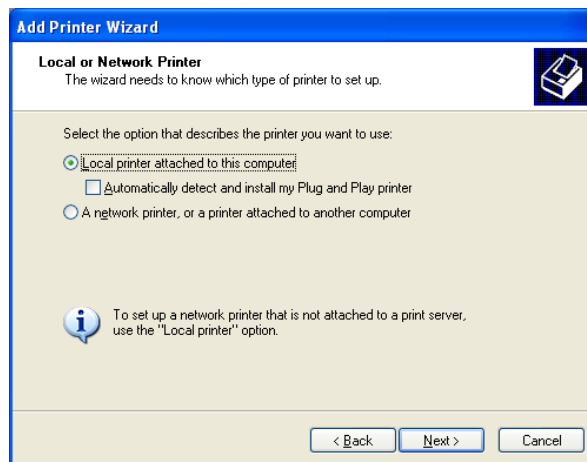 Add Printer Wizard
Local or Network Printer
The wizard needs to know which type of printer to set up.
Select the option that describes the printer you want to use:
Local printer attached to this computer
Automatically detect and install my Plug and Play printer
A network printer, or a printer attached to another computer
To set up a network printer that is not attached to a print server,
use the "Local printer" option.
< Back
Next >
Cancel